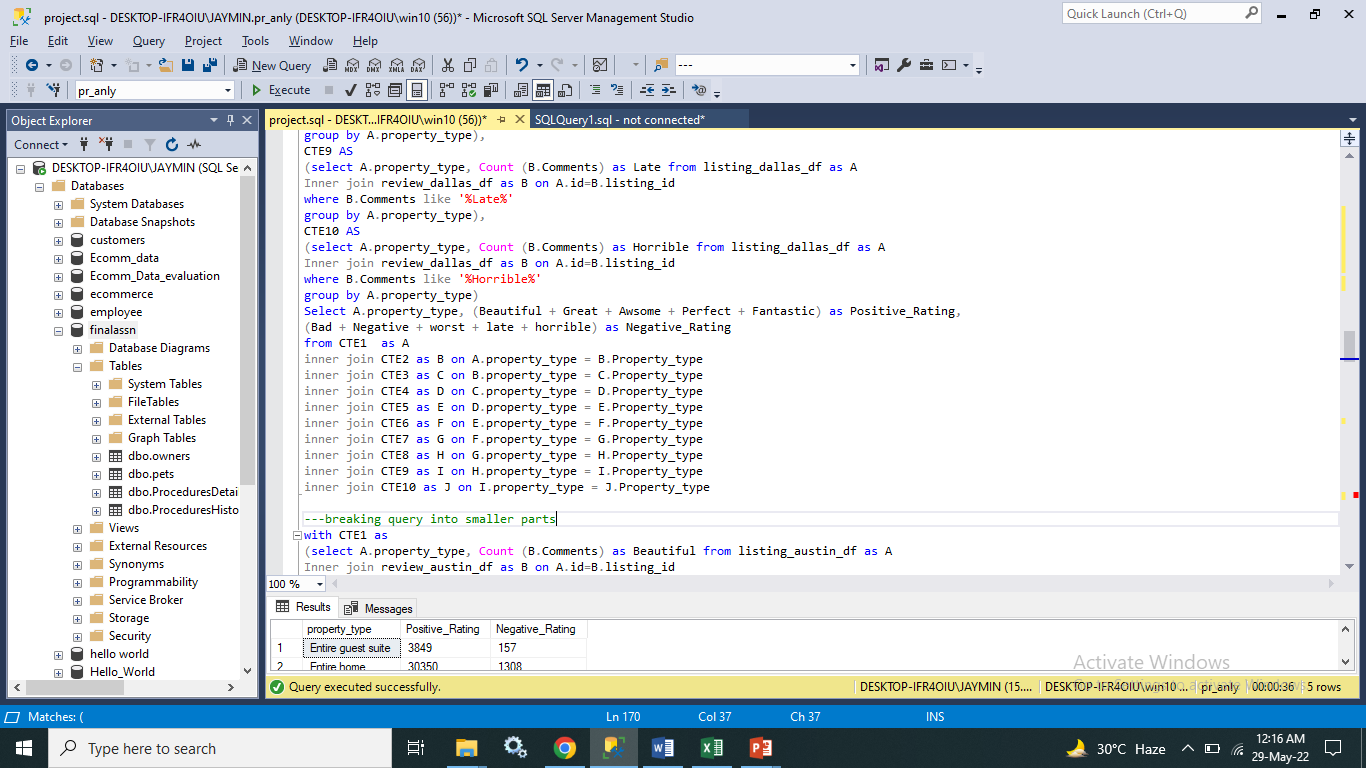 project.sql - DESKTOP-IFR4OIU\JAYMIN.pr_anly (DESKTOP-IFR4OIU\win10 (56))* - Microsoft SQL Server Management Studio
Quick Launch (Ctrl+Q)
File Edit View Query Project Tools Window Help
New Query MDX DMX XMLA DAX ---
pr_anly Execute
Object Explorer
project.sql - DESKT...IFR4OIU\win10 (56))* SQLQuery1.sql - not connected*
Connect
DESKTOP-IFR4OIU\JAYMIN (SQL Se
Databases
System Databases
Database Snapshots
customers
Ecomm_data
Ecomm_Data_evaluation
ecommerce
employee
finalassn
Database Diagrams
Tables
System Tables
FileTables
External Tables
Graph Tables
dbo.owners
dbo.pets
dbo.ProceduresDetai
dbo.ProceduresHisto
Views
External Resources
Synonyms
Programmability
Service Broker
Storage
Security
hello world
Hello_World
group by A.property_type),
CTE9 AS
(select A.property_type, Count (B.Comments) as Late from listing_dallas_df as A
Inner join review_dallas_df as B on A.id=B.listing_id
where B.Comments like '%Late%'
group by A.property_type),
CTE10 AS
(select A.property_type, Count (B.Comments) as Horrible from listing_dallas_df as A
Inner join review_dallas_df as B on A.id=B.listing_id
where B.Comments like '%Horrible%'
group by A.property_type)
Select A.property_type, (Beautiful + Great + Awsome + Perfect + Fantastic) as Positive_Rating,
(Bad + Negative + worst + late + horrible) as Negative_Rating
from CTE1  as A
inner join CTE2 as B on A.property_type = B.Property_type
inner join CTE3 as C on B.property_type = C.Property_type
inner join CTE4 as D on C.property_type = D.Property_type
inner join CTE5 as E on D.property_type = E.Property_type
inner join CTE6 as F on E.property_type = F.Property_type
inner join CTE7 as G on F.property_type = G.Property_type
inner join CTE8 as H on G.property_type = H.Property_type
inner join CTE9 as I on H.property_type = I.Property_type
inner join CTE10 as J on I.property_type = J.Property_type
---breaking query into smaller parts
with CTE1 as
(select A.property_type, Count (B.Comments) as Beautiful from listing_austin_df as A
Inner join review_austin_df as B on A.id=B.listing_id
100 %
Results Messages
property_type Positive_Rating Negative_Rating
1 Entire guest suite 3849 157
2 Entire home 30350 1308
Activate Windows
Go to Settings to activate Windows.
Query executed successfully. DESKTOP-IFR4OIU\JAYMIN (15.... DESKTOP-IFR4OIU\win10 ... pr_anly 00:00:36 5 rows
Matches: ( Ln 170 Col 37 Ch 37 INS
Type here to search
30°C Haze
12:16 AM
29-May-22